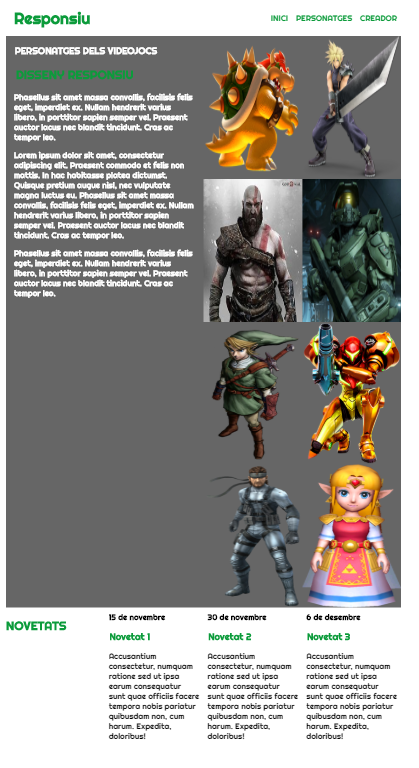 Responsiu
INICI PERSONATGES CREADOR
PERSONATGES DELS VIDEOJOCS
DISSENY RESPONSIU
Phasellus sit amet massa convallis, facilisis felis
eget, imperdiet ex. Nullam hendrerit varius
libero, in porttitor sapien semper vel. Praesent
auctor lacus nec blandit tincidunt. Cras ac
tempor leo.
Lorem ipsum dolor sit amet, consectetur
adipiscing elit. Praesent commodo et felis non
mattis. In hac habitasse platea dictumst.
Quisque pretium augue nisl, nec vulputate
magna luctus eu. Phasellus sit amet massa
convallis, facilisis felis eget, imperdiet ex. Nullam
hendrerit varius libero, in porttitor sapien
semper vel. Praesent auctor lacus nec blandit
tincidunt. Cras ac tempor leo.
Phasellus sit amet massa convallis, facilisis felis
eget, imperdiet ex. Nullam hendrerit varius
libero, in porttitor sapien semper vel. Praesent
auctor lacus nec blandit tincidunt. Cras ac
tempor leo.
NOVETATS
15 de novembre
Novetat 1
Accusantium
consectetur, numquam
ratione sed ut ipsa
earum consequatur
sunt quae officiis facere
tempora nobis pariatur
quibusdam non, cum
harum. Expedita,
doloribus!
30 de novembre
Novetat 2
Accusantium
consectetur, numquam
ratione sed ut ipsa
earum consequatur
sunt quae officiis facere
tempora nobis pariatur
quibusdam non, cum
harum. Expedita,
doloribus!
6 de desembre
Novetat 3
Accusantium
consectetur, numquam
ratione sed ut ipsa
earum consequatur
sunt quae officiis facere
tempora nobis pariatur
quibusdam non, cum
harum. Expedita,
doloribus!